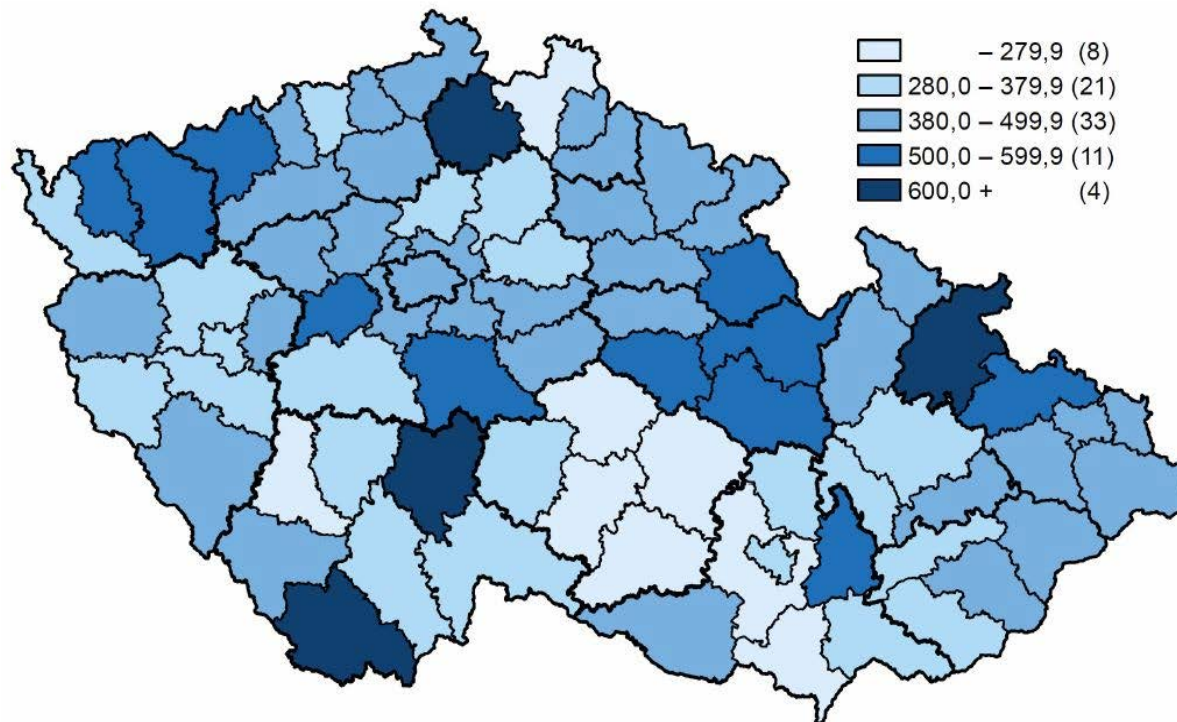 – 279,9 (8)
280,0 – 379,9 (21)
380,0 – 499,9 (33)
500,0 – 599,9 (11)
600,0 + (4)